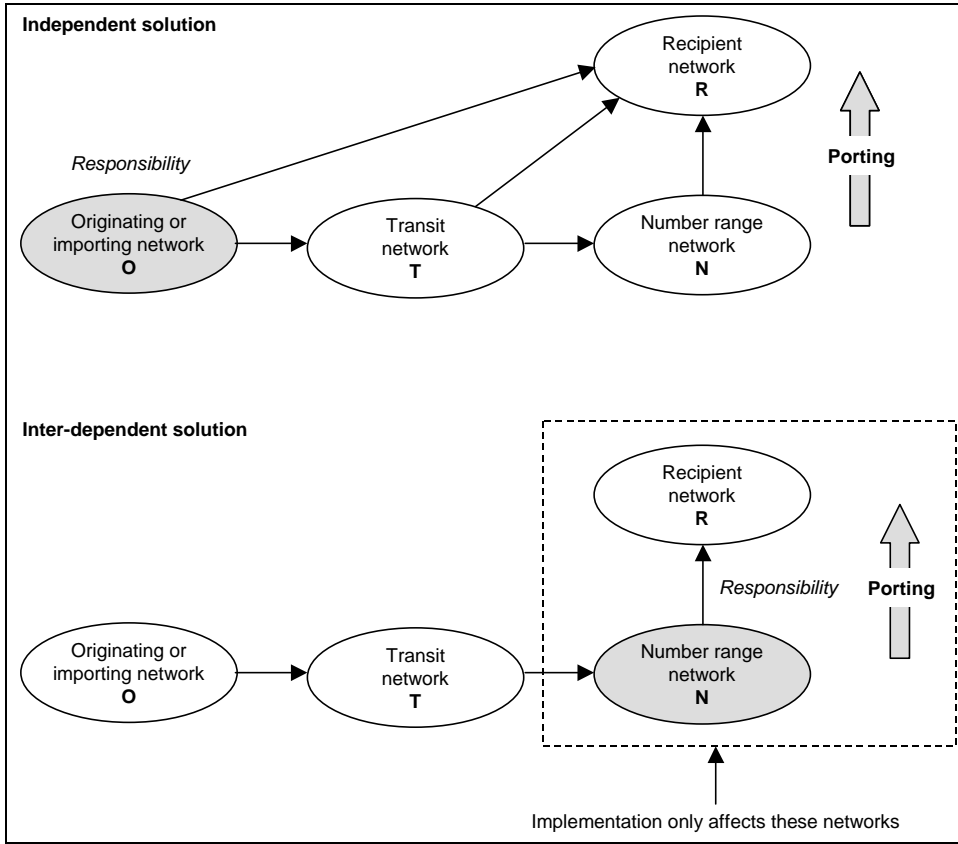 Independent solution
Recipient
network
R
Porting
Responsibility
Originating or
importing network
O
Transit
network
T
Number range
network
N
Inter-dependent solution
Recipient
network
R
Responsibility
Porting
Originating or
importing network
O
Transit
network
T
Number range
network
N
Implementation only affects these networks